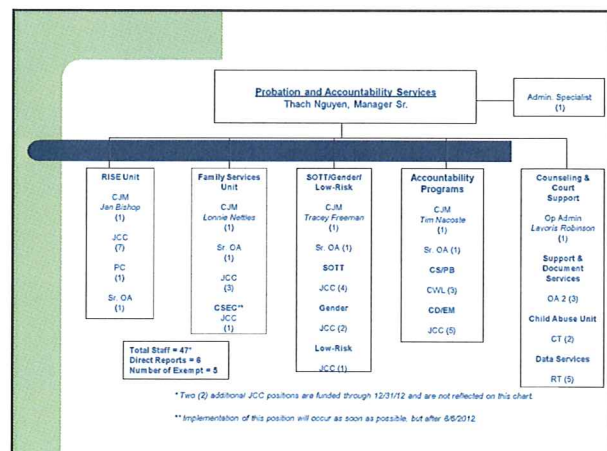 Probation and Accountability Services
Thach Nguyen, Manager Sr.
Admin. Specialist
(1)
RISE Unit
CJM
Jan Bishop
(1)
JCC
(7)
PC
(1)
Sr. OA
(1)
Family Services
Unit
CJM
Lonnie Nettles
(1)
Sr. OA
(1)
JCC
(3)
CSEC**
JCC
(1)
SOTT/Gender/
Low-Risk
CJM
Tracey Freeman
(1)
Sr. OA (1)
SOTT
JCC (4)
Gender
JCC (2)
Low-Risk
JCC (1)
Accountability
Programs
CJM
Tim Nacoste
(1)
Sr. OA (1)
CS/PB
CWL (3)
CD/EM
JCC (5)
Counseling &
Court
Support
Op Admin
Lavoris Robinson
(1)
Support &
Document
Services
OA 2 (3)
Child Abuse Unit
CT (2)
Data Services
RT (5)
Total Staff = 47*
Direct Reports = 6
Number of Exempt = 5
* Two (2) additional JCC positions are funded through 12/31/12 and are not reflected on this chart.
** Implementation of this position will occur as soon as possible, but after 6/6/2012.